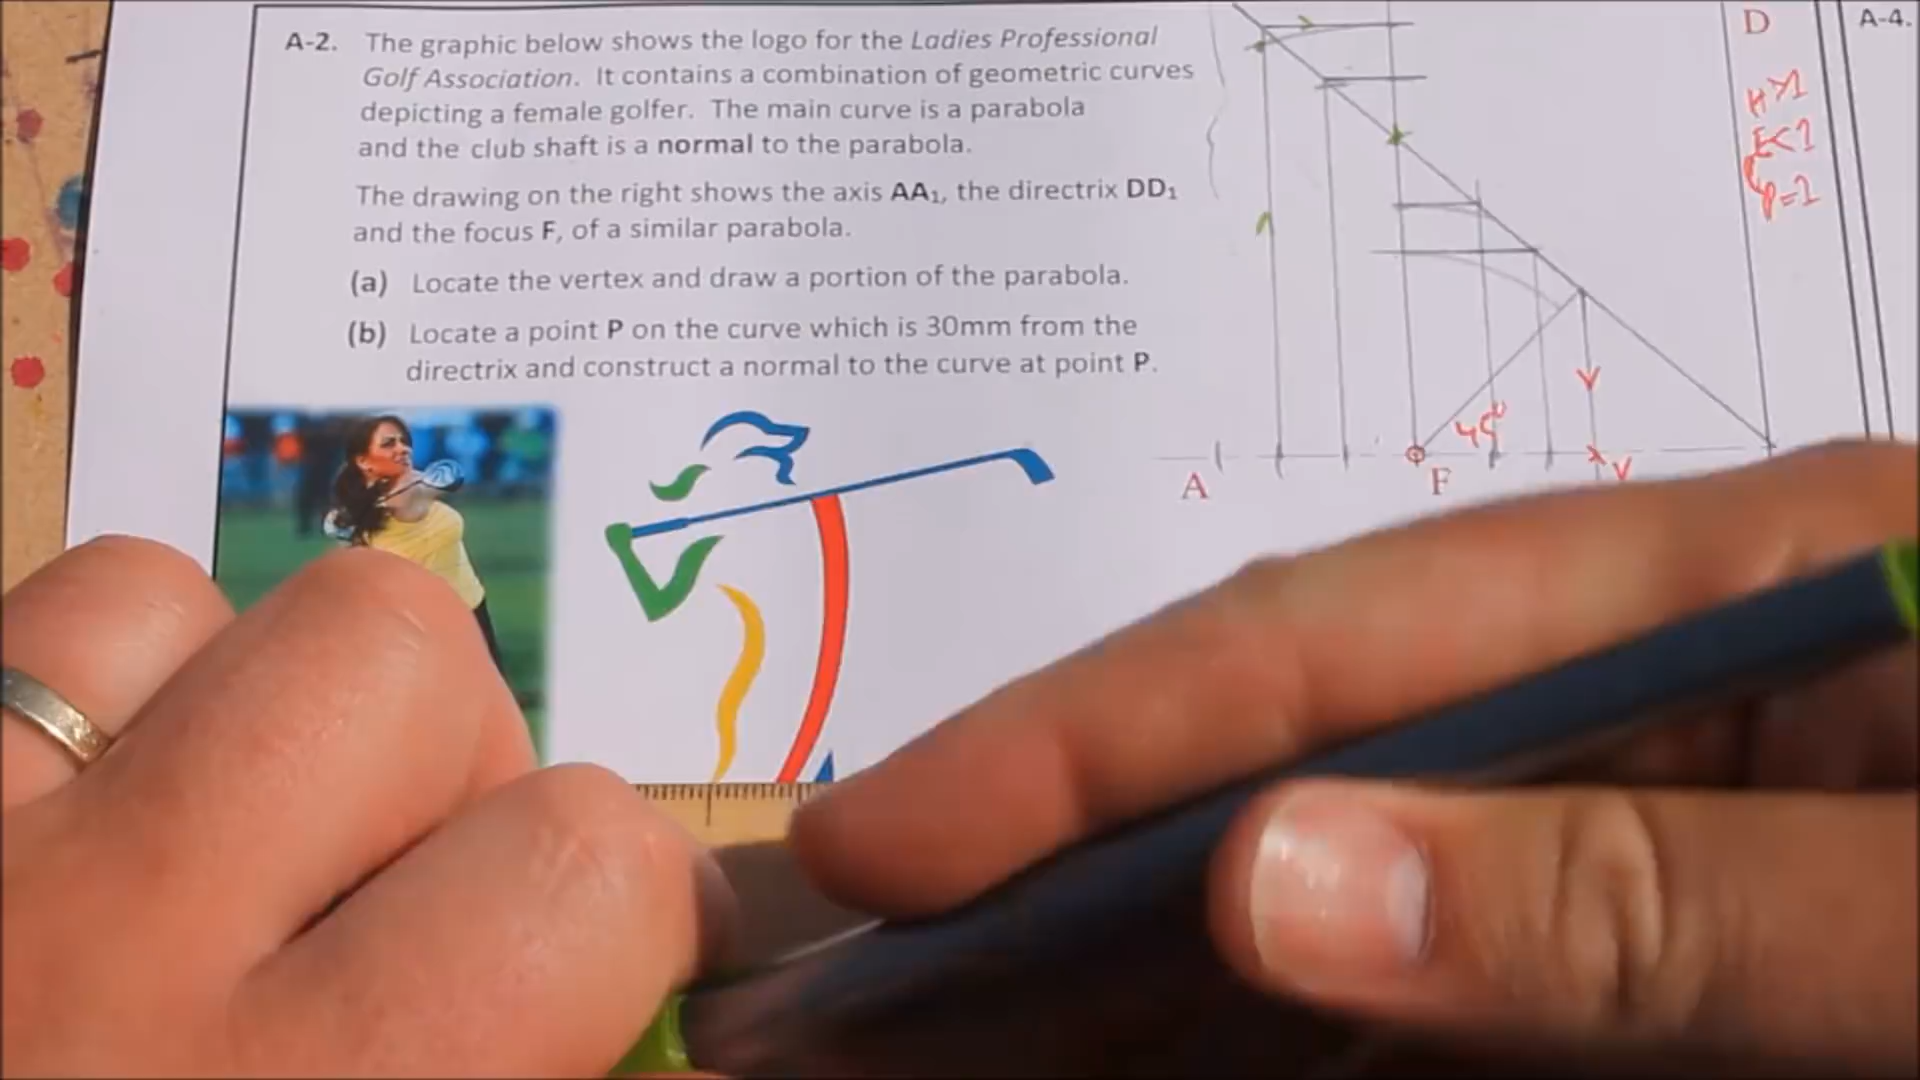 A-2. The graphic below shows the logo for the Ladies Professional
Golf Association. It contains a combination of geometric curves
depicting a female golfer. The main curve is a parabola
and the club shaft is a normal to the parabola.
The drawing on the right shows the axis AA₁, the directrix DD₁
and the focus F, of a similar parabola.
(a) Locate the vertex and draw a portion of the parabola.
(b) Locate a point P on the curve which is 30mm from the
directrix and construct a normal to the curve at point P.
D
H>1
E<1
P=1
45°
A
F
V
A-4.